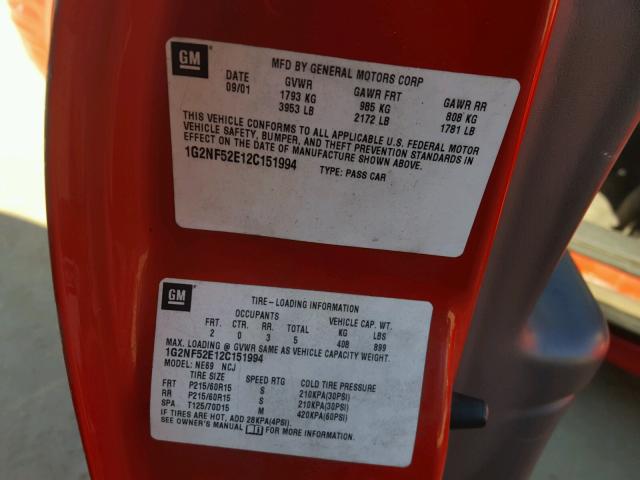 GM
MFD BY GENERAL MOTORS CORP
DATE GVWR GAWR FRT GAWR RR
09/01 1793 KG 985 KG 808 KG
3953 LB 2172 LB 1781 LB
THIS VEHICLE CONFORMS TO ALL APPLICABLE U.S. FEDERAL MOTOR
VEHICLE SAFETY, BUMPER, AND THEFT PREVENTION STANDARDS IN
EFFECT ON THE DATE OF MANUFACTURE SHOWN ABOVE.
1G2NF52E12C151994 TYPE: PASS CAR
GM
TIRE-LOADING INFORMATION
OCCUPANTS VEHICLE CAP. WT.
FRT. CTR. RR. TOTAL KG LBS
2 0 3 5 408 899
MAX. LOADING @ GVWR SAME AS VEHICLE CAPACITY WEIGHT.
1G2NF52E12C151994
MODEL: NE69 NCJ
TIRE SIZE SPEED RTG COLD TIRE PRESSURE
FRT P215/60R15 S 210KPA(30PSI)
RR P215/60R15 S 210KPA(30PSI)
SPA T125/70D15 M 420KPA(60PSI)
IF TIRES ARE HOT, ADD 28KPA(4PSI).
SEE OWNER'S MANUAL FOR MORE INFORMATION.